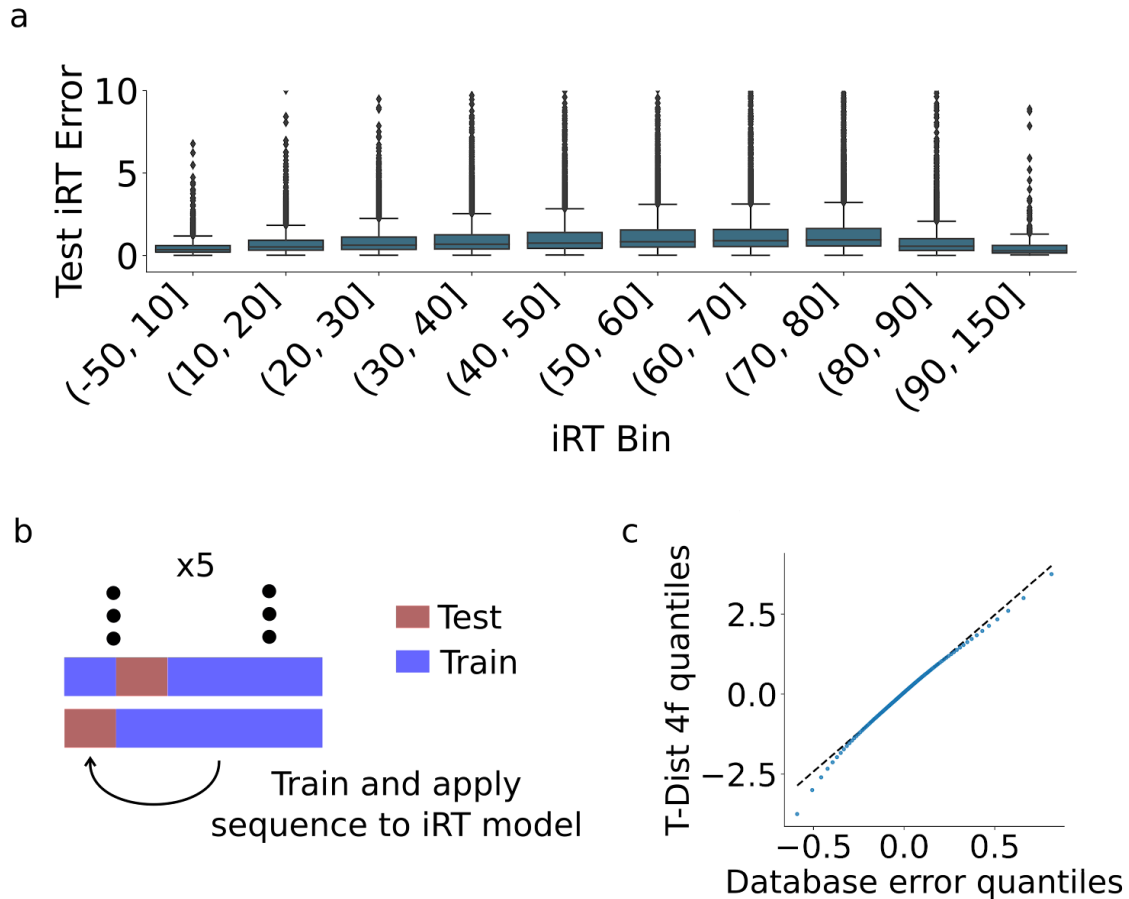 a
Test iRT Error
10
5
0
(-50, 10]
(10, 20]
(20, 30]
(30, 40]
(40, 50]
(50, 60]
(60, 70]
(70, 80]
(80, 90]
(90, 150]
iRT Bin
b
x5
Test
Train
Train and apply
sequence to iRT model
c
T-Dist 4f quantiles
2.5
0.0
−2.5
−0.5
0.0
0.5
Database error quantiles